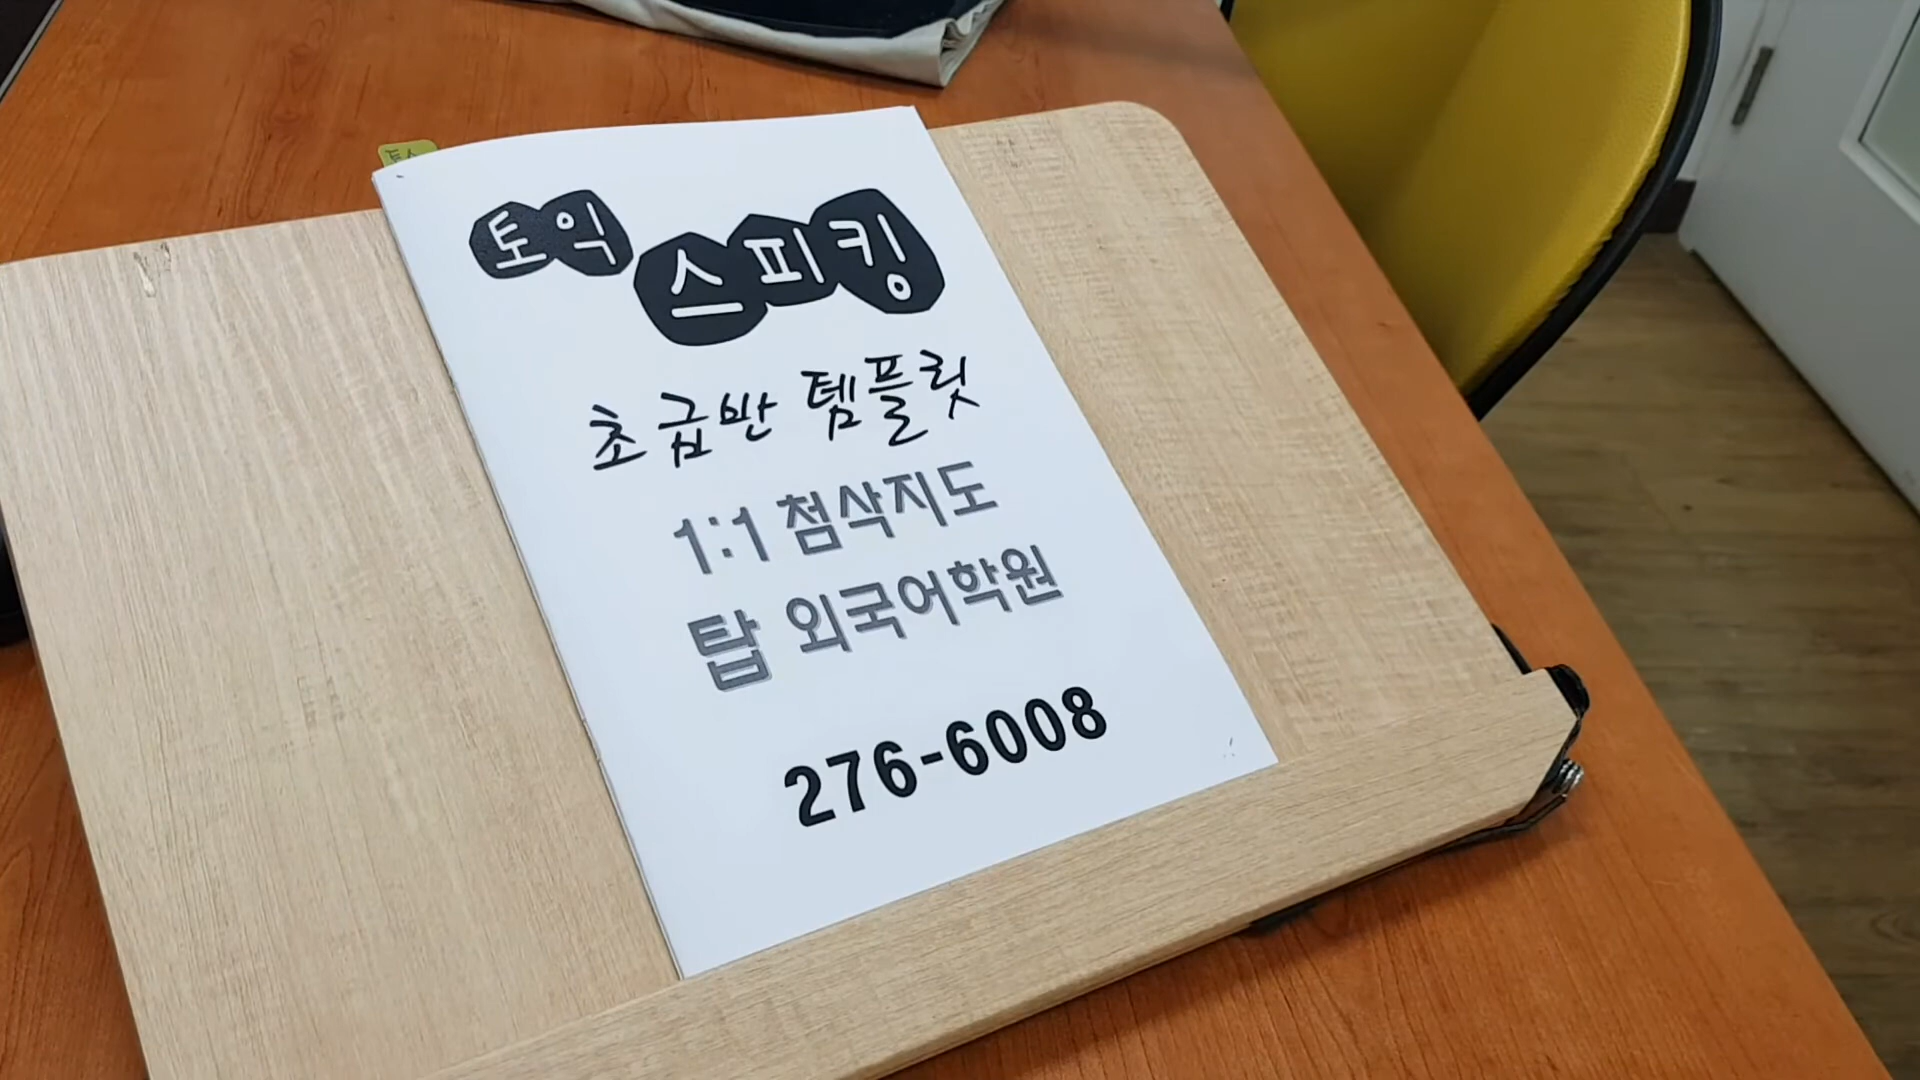 토익 스피킹
초급반 템플릿
1:1 첨삭지도
탑 외국어학원
276-6008